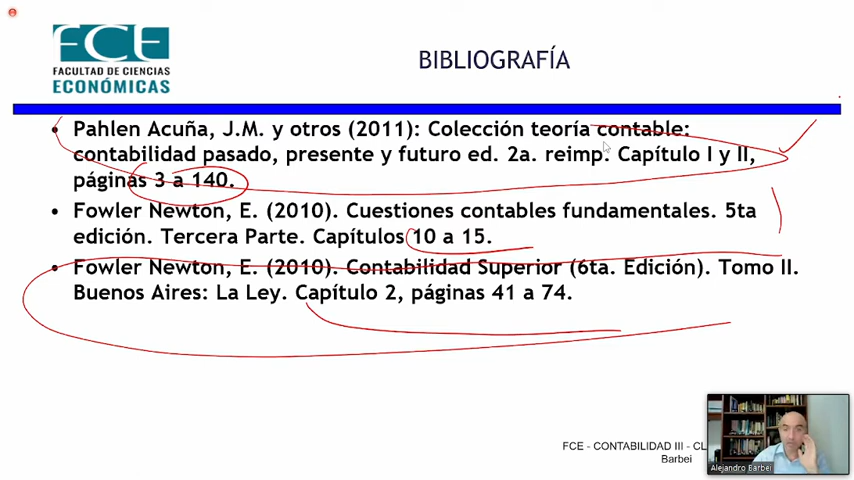 FCE
FACULTAD DE CIENCIAS
ECONÓMICAS
BIBLIOGRAFÍA
• Pahlen Acuña, J.M. y otros (2011): Colección teoría contable:
contabilidad pasado, presente y futuro ed. 2a. reimp. Capítulo I y II,
páginas 3 a 140.
• Fowler Newton, E. (2010). Cuestiones contables fundamentales. 5ta
edición. Tercera Parte. Capítulos 10 a 15.
• Fowler Newton, E. (2010). Contabilidad Superior (6ta. Edición). Tomo II.
Buenos Aires: La Ley. Capítulo 2, páginas 41 a 74.
FCE - CONTABILIDAD III - CL
Barbei
Alejandro Barbei